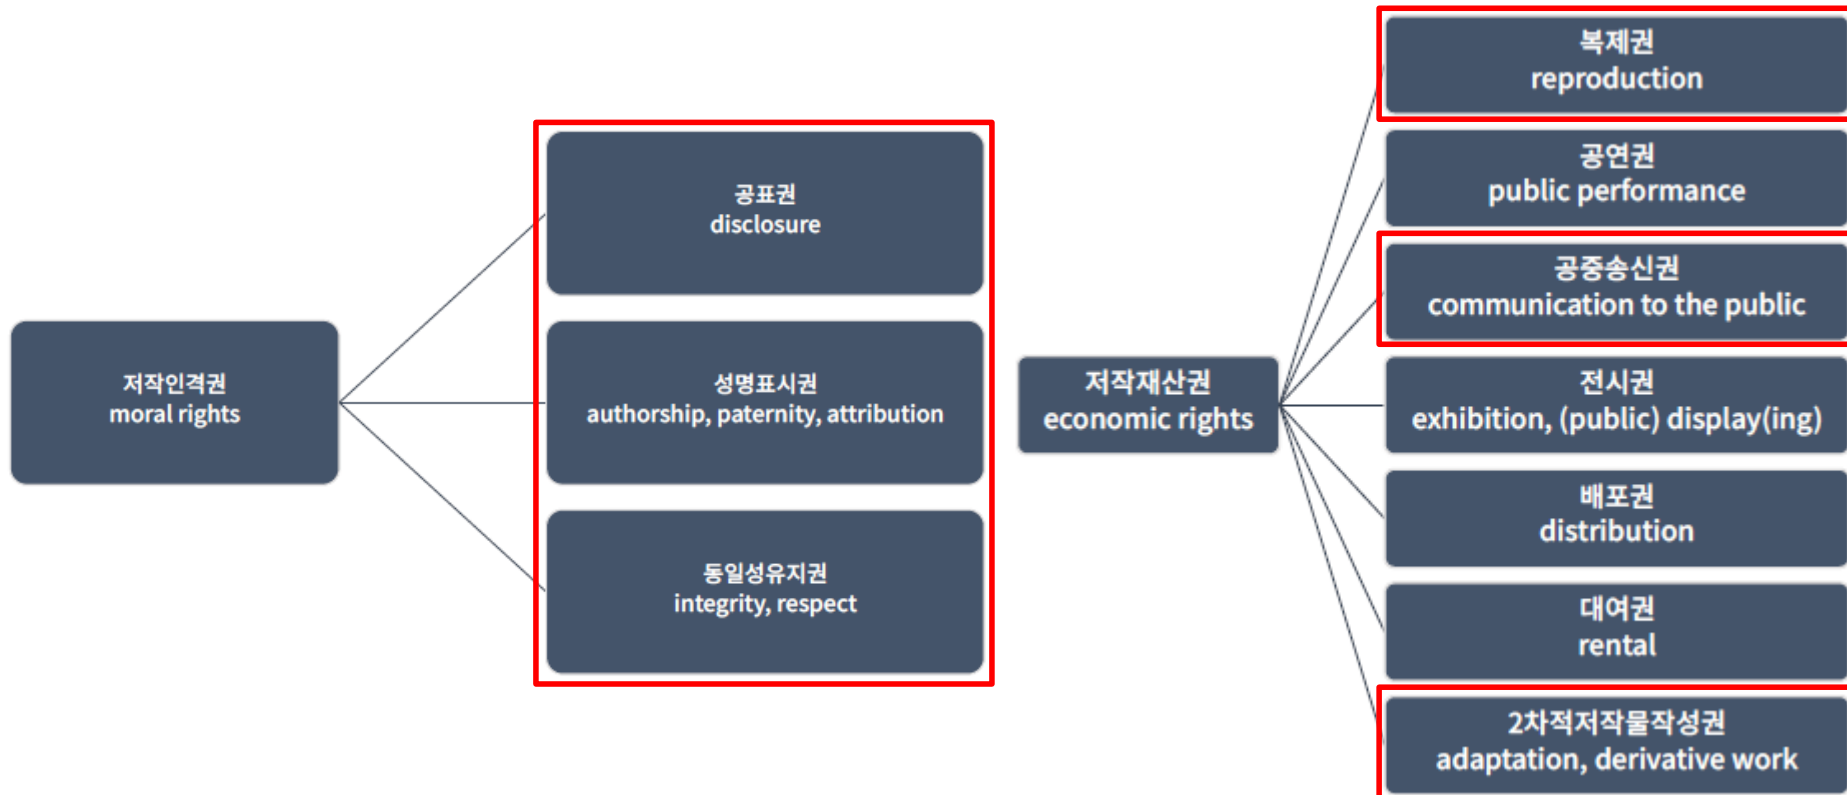 저작인격권
moral rights
공표권
disclosure
성명표시권
authorship, paternity, attribution
동일성유지권
integrity, respect
저작재산권
economic rights
복제권
reproduction
공연권
public performance
공중송신권
communication to the public
전시권
exhibition, (public) display(ing)
배포권
distribution
대여권
rental
2차적저작물작성권
adaptation, derivative work